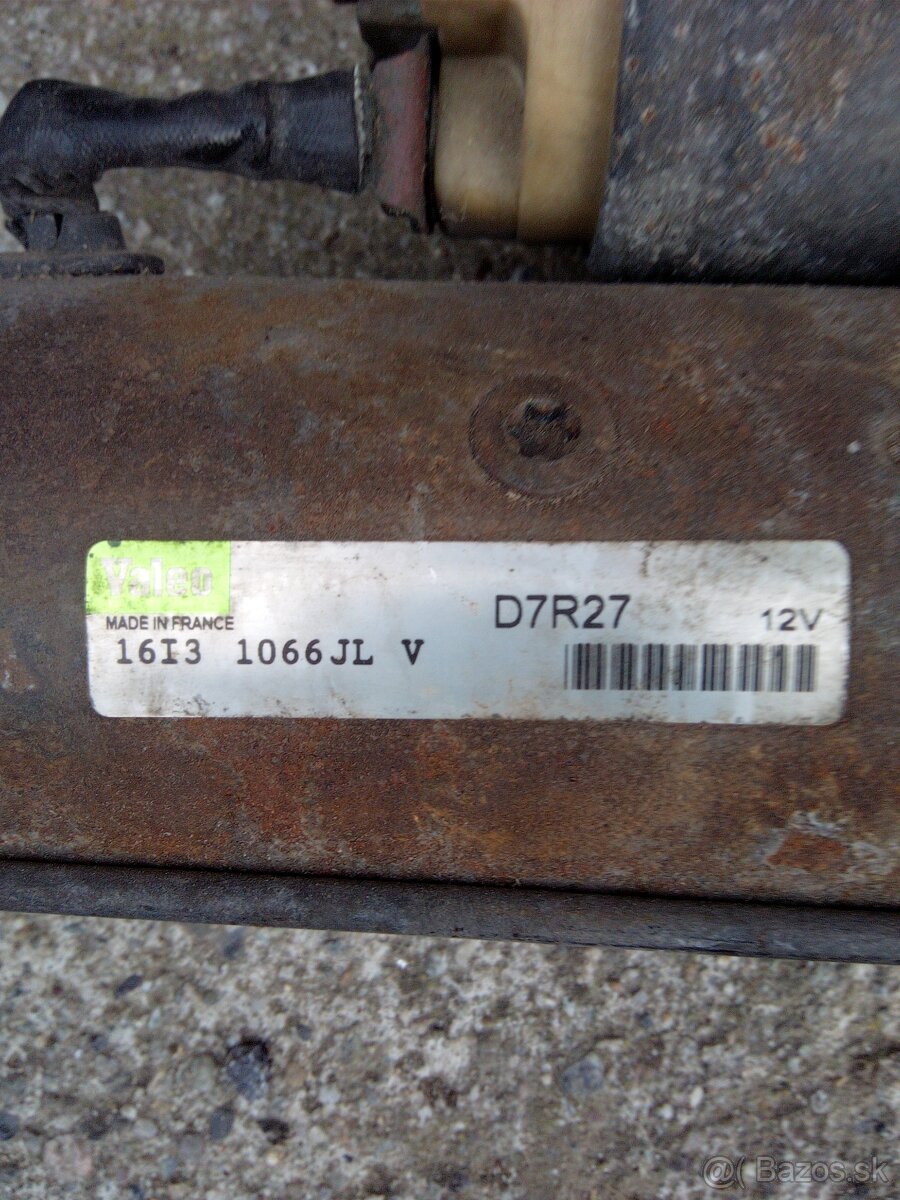 Valeo
MADE IN FRANCE
D7R27
12V
16I3 1066JL V
@( Bazos.sk